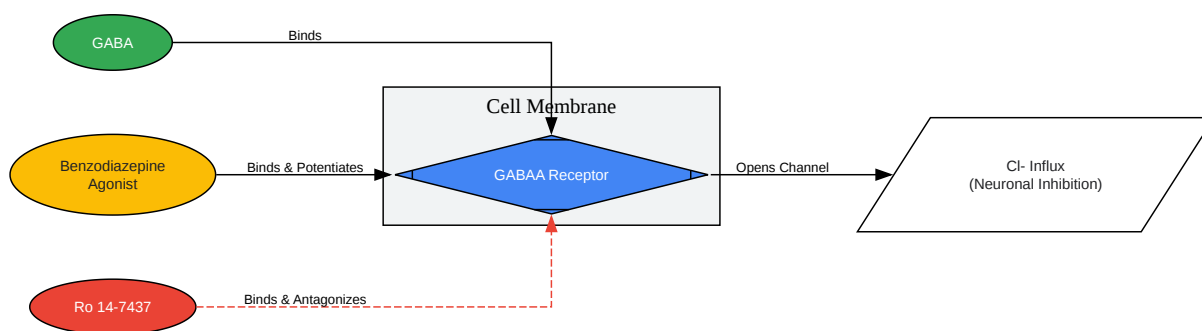 GABA
Binds
Cell Membrane
Benzodiazepine
Agonist
Binds & Potentiates
GABAA Receptor
Opens Channel
Cl- Influx
(Neuronal Inhibition)
Ro 14-7437
Binds & Antagonizes